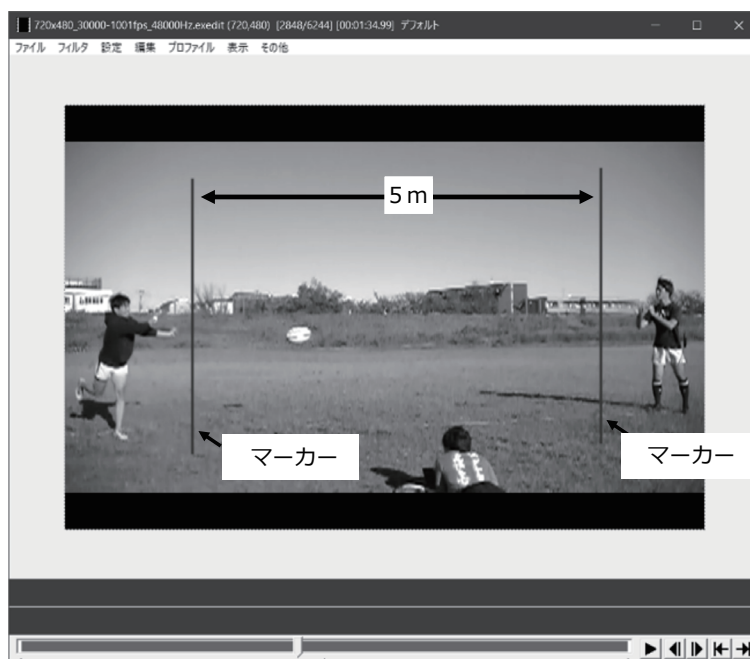 720x480_30000-1001fps_48000Hz.exedit (720,480) [2848/6244] [00:01:34.99] デフォルト
ファイル フィルタ 設定 編集 プロファイル 表示 その他
5m
マーカー
マーカー